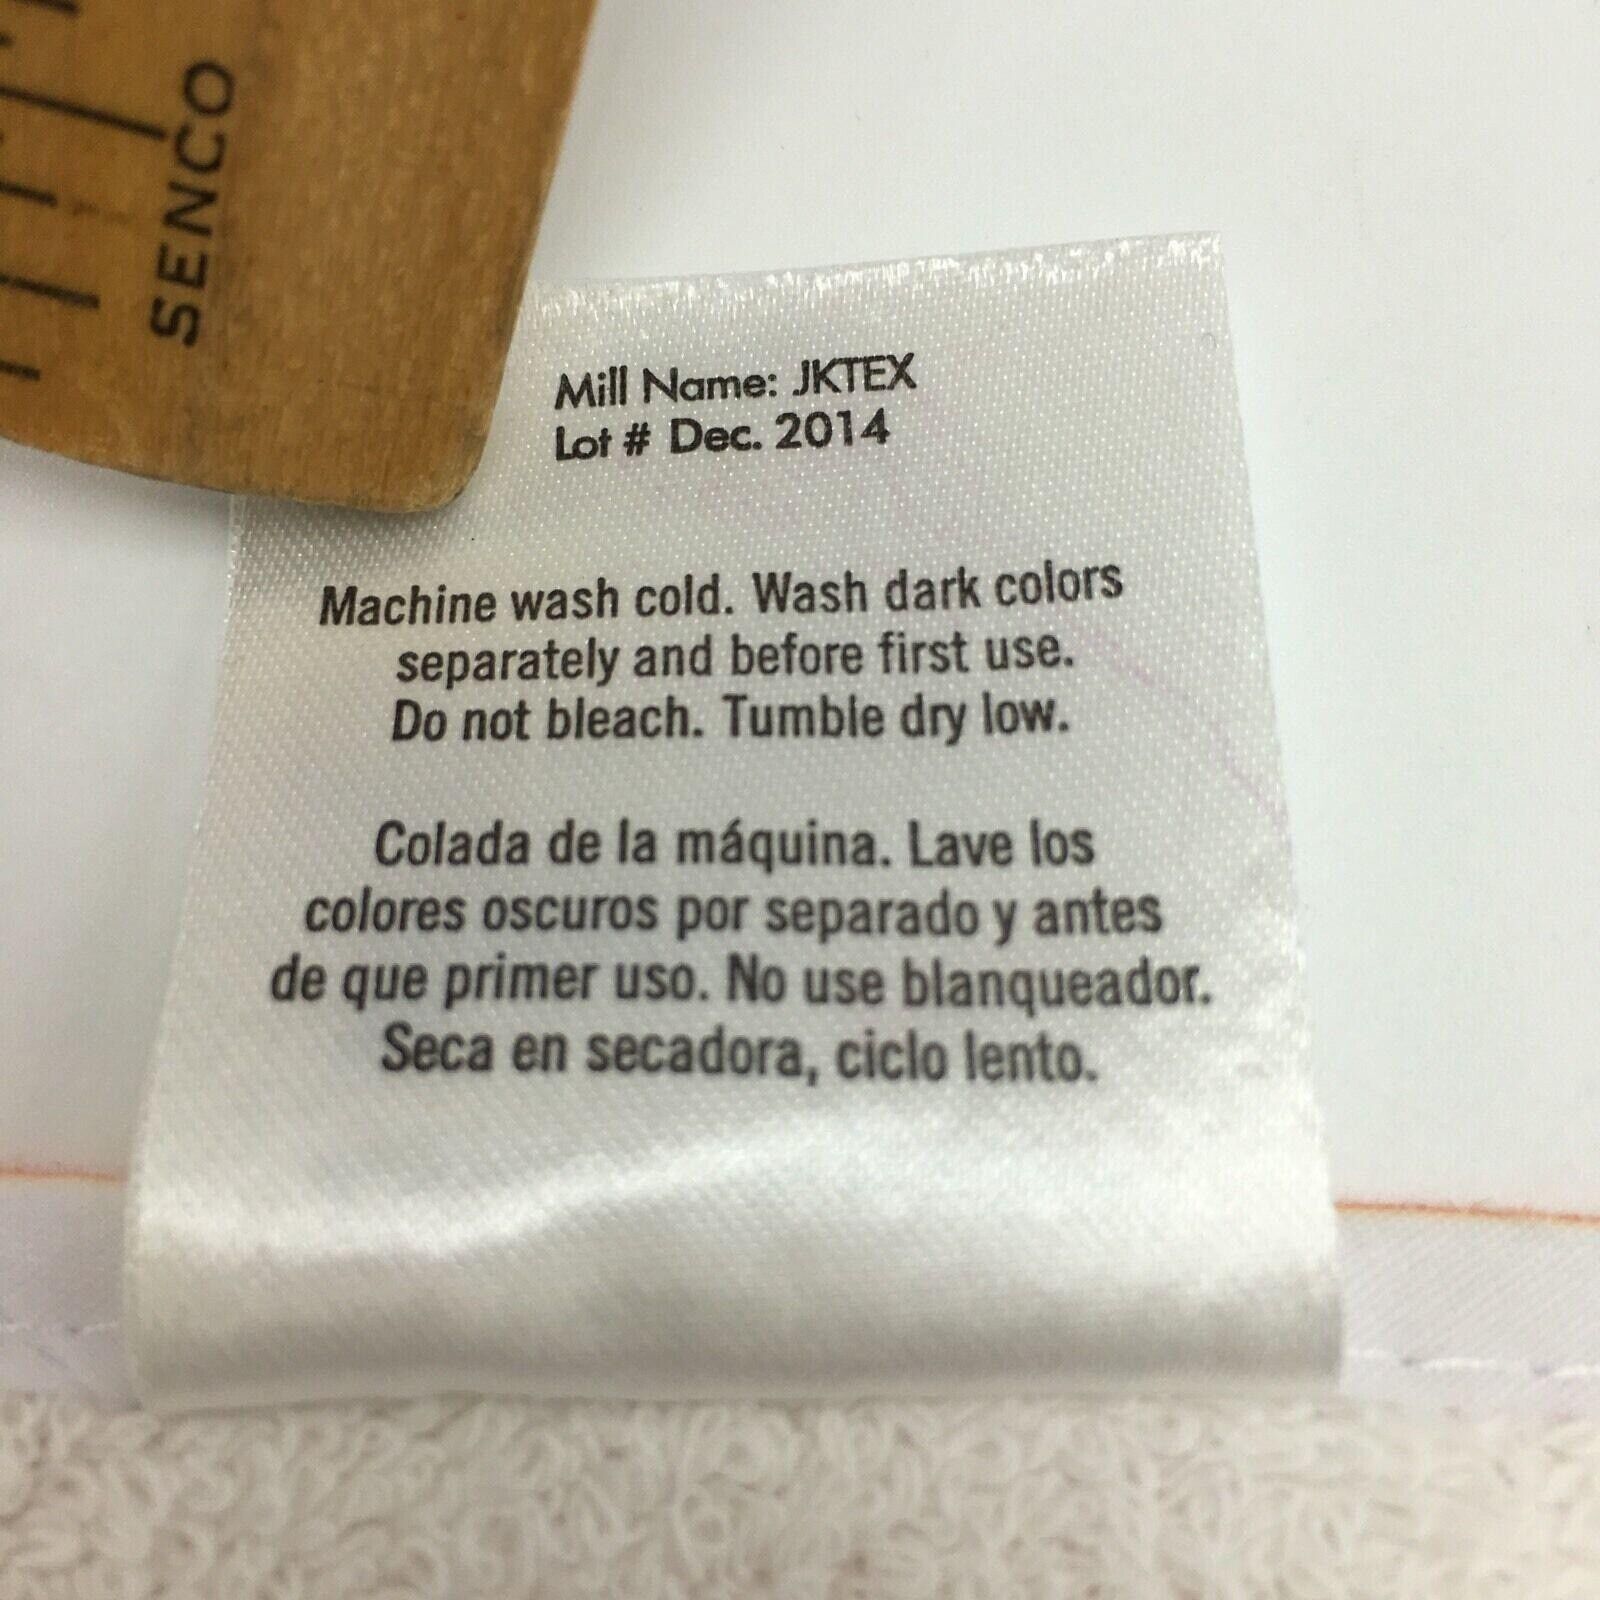 SENCO
Mill Name: JKTEX
Lot # Dec. 2014
Machine wash cold. Wash dark colors
separately and before first use.
Do not bleach. Tumble dry low.
Colada de la máquina. Lave los
colores oscuros por separado y antes
de que primer uso. No use blanqueador.
Seca en secadora, ciclo lento.